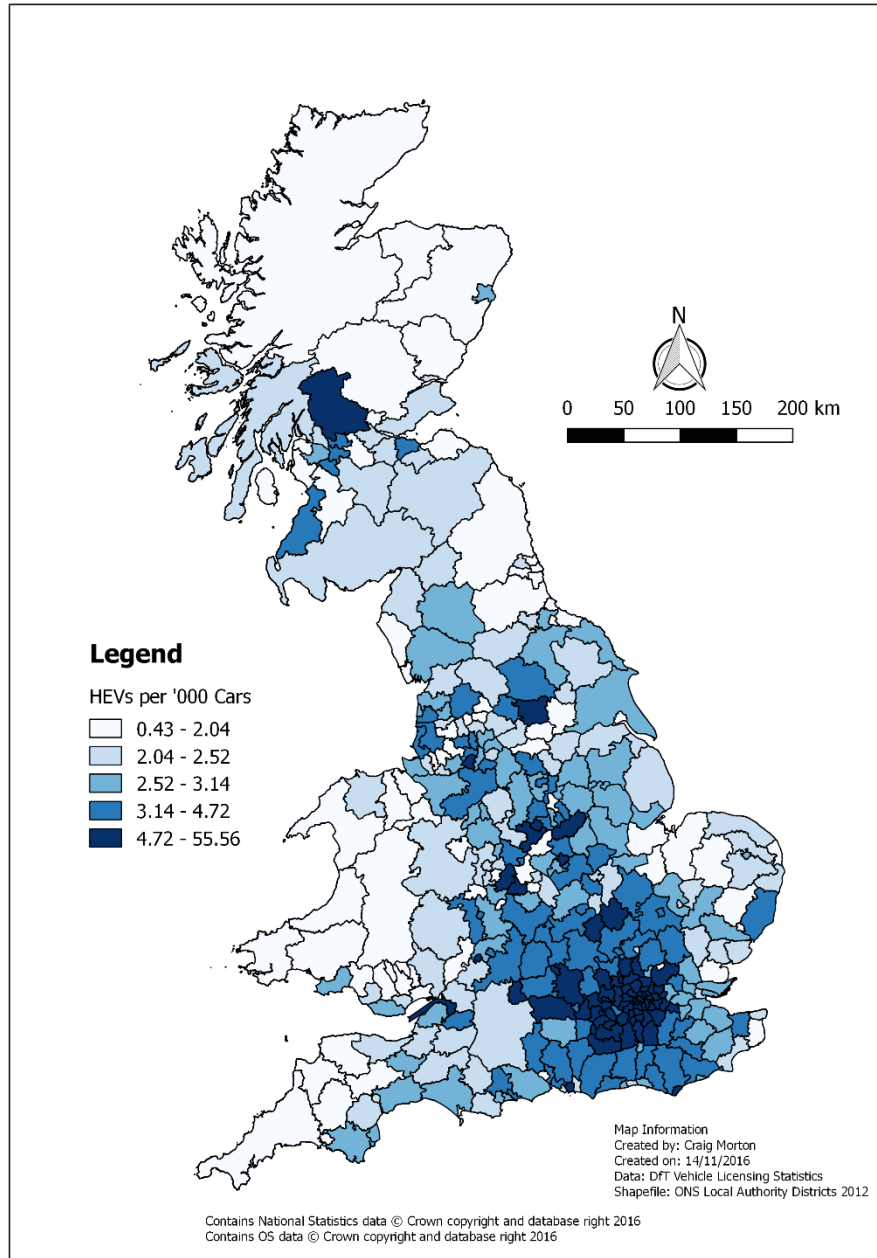 N
0 50 100 150 200 km
Legend
HEVs per '000 Cars
0.43 - 2.04
2.04 - 2.52
2.52 - 3.14
3.14 - 4.72
4.72 - 55.56
Map Information
Created by: Craig Morton
Created on: 14/11/2016
Data: DfT Vehicle Licensing Statistics
Shapefile: ONS Local Authority Districts 2012
Contains National Statistics data © Crown copyright and database right 2016
Contains OS data © Crown copyright and database right 2016